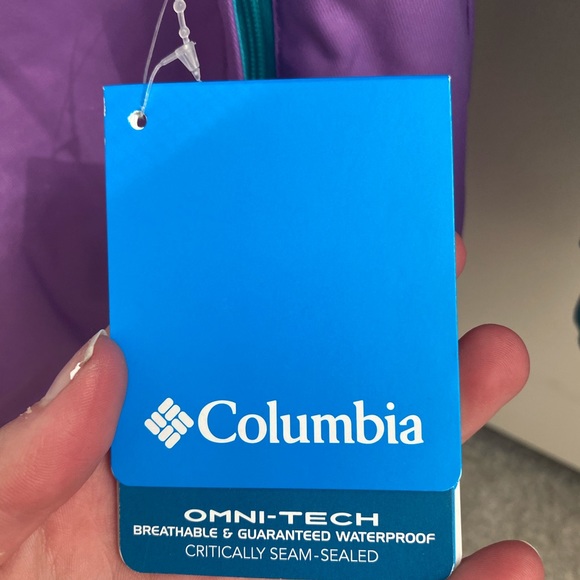 Columbia
OMNI-TECH
BREATHABLE & GUARANTEED WATERPROOF
CRITICALLY SEAM-SEALED